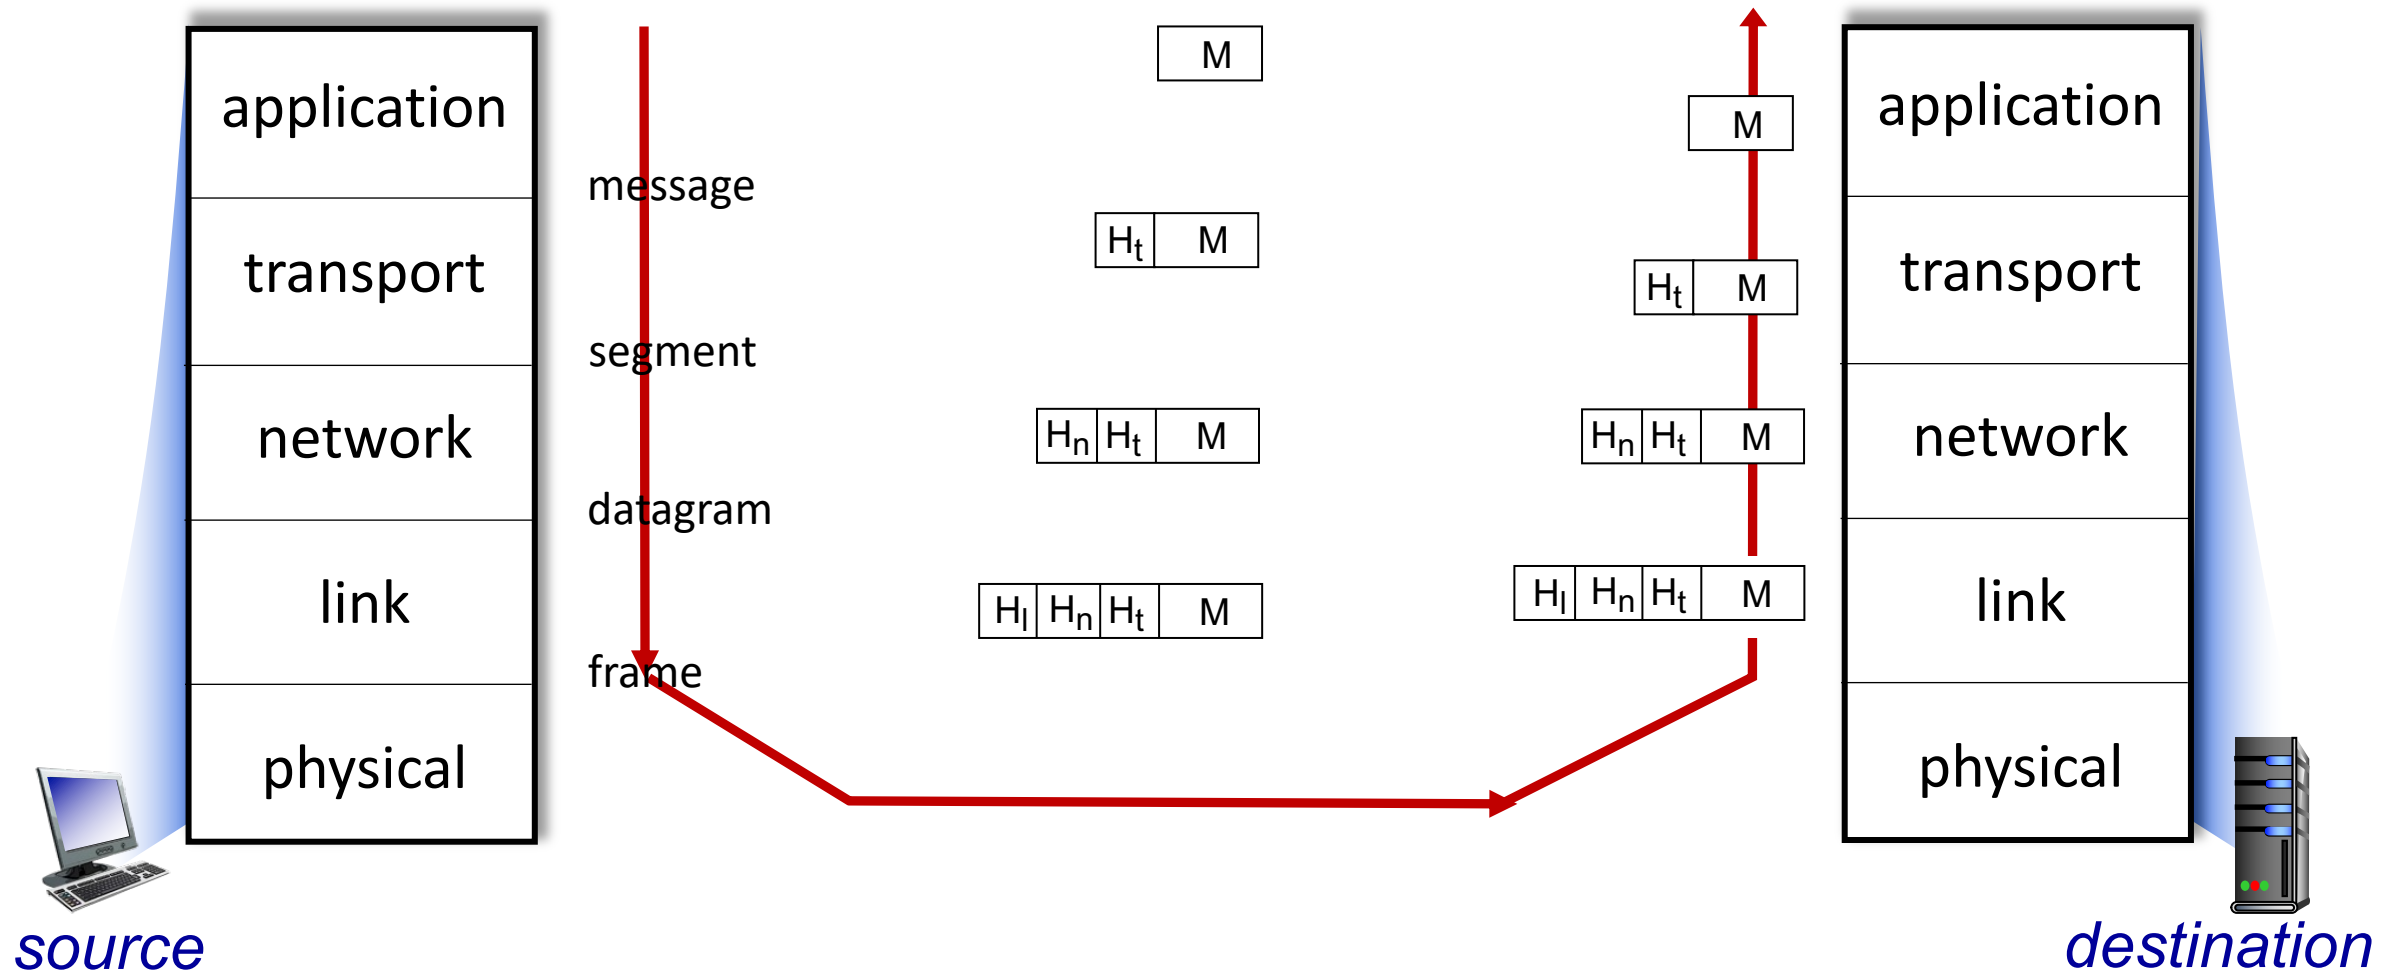 application
transport
network
link
physical
source
message
segment
datagram
frame
M
Ht M
Hn Ht M
Hl Hn Ht M
M
Ht M
Hn Ht M
Hl Hn Ht M
application
transport
network
link
physical
destination